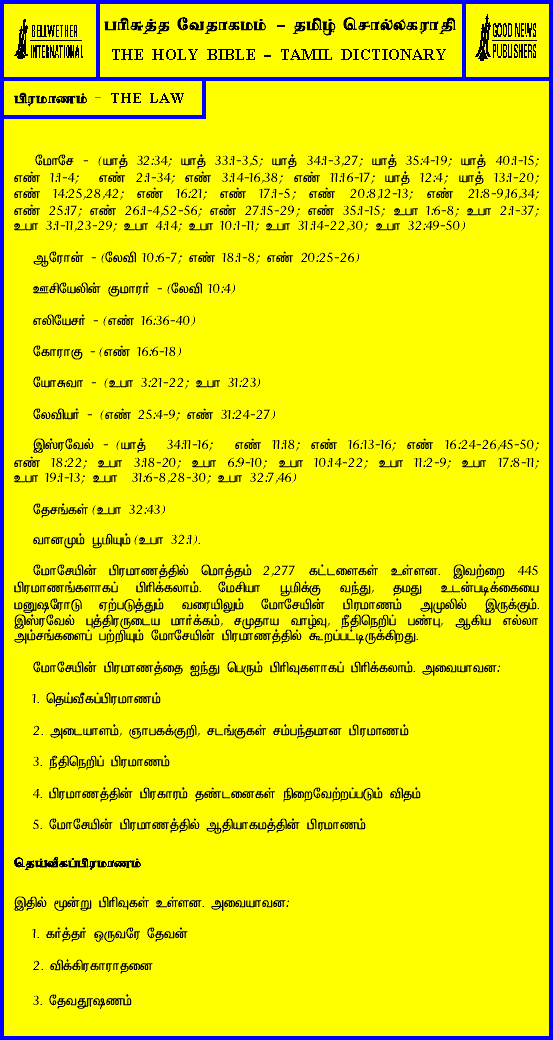 BELLWETHER
INTERNATIONAL
பரிசுத்த வேதாகமம் – தமிழ் சொல்லகராதி
THE HOLY BIBLE – TAMIL DICTIONARY
GOOD NEWS
PUBLISHERS
பிரமாணம் – THE LAW
மோசே – (யாத் 32:34; யாத் 33:1-3,5; யாத் 34:1-3,27; யாத் 35:4-19; யாத் 40:1-15;
எண் 1:1-4; எண் 2:1-34; எண் 3:14-16,38; எண் 11:16-17; யாத் 12:4; யாத் 13:1-20;
எண் 14:25,28,42; எண் 16:21; எண் 17:1-5; எண் 20:8,12-13; எண் 21:8-9,16,34;
எண் 25:17; எண் 26:1-4,52-56; எண் 27:15-29; எண் 35:1-15; உபா 1:6-8; உபா 2:1-37;
உபா 3:1-11,23-29; உபா 4:14; உபா 10:1-11; உபா 31:14-22,30; உபா 32:49-50)
ஆரோன் – (லேவி 10:6-7; எண் 18:1-8; எண் 20:25-26)
ஊசியேலின் குமாரர் – (லேவி 10:4)
எலியேசர் – (எண் 16:36-40)
கோராகு – (எண் 16:6-18)
யோசுவா – (உபா 3:21-22; உபா 31:23)
லேவியர் – (எண் 25:4-9; எண் 31:24-27)
இஸ்ரவேல் – (யாத் 34:11-16; எண் 11:18; எண் 16:13-16; எண் 16:24-26,45-50;
எண் 18:22; உபா 3:18-20; உபா 6:9-10; உபா 10:14-22; உபா 11:2-9; உபா 17:8-11;
உபா 19:1-13; உபா 31:6-8,28-30; உபா 32:7,46)
தேசங்கள் (உபா 32:43)
வானமும் பூமியும் (உபா 32:1).
மோசேயின் பிரமாணத்தில் மொத்தம் 2,277 கட்டளைகள் உள்ளன. இவற்றை 445
பிரமாணங்களாகப் பிரிக்கலாம். மேசியா பூமிக்கு வந்து, தமது உடன்படிக்கையை
மனுஷரோடு ஏற்படுத்தும் வரையிலும் மோசேயின் பிரமாணம் அமுலில் இருக்கும்.
இஸ்ரவேல் புத்திரருடைய மார்க்கம், சமுதாய வாழ்வு, நீதிநெறிப் பண்பு, ஆகிய எல்லா
அம்சங்களைப் பற்றியும் மோசேயின் பிரமாணத்தில் கூறப்பட்டிருக்கிறது.
மோசேயின் பிரமாணத்தை ஐந்து பெரும் பிரிவுகளாகப் பிரிக்கலாம். அவையாவன:
1. தெய்வீகப்பிரமாணம்
2. அடையாளம், ஞாபகக்குறி, சடங்குகள் சம்பந்தமான பிரமாணம்
3. நீதிநெறிப் பிரமாணம்
4. பிரமாணத்தின் பிரகாரம் தண்டனைகள் நிறைவேற்றப்படும் விதம்
5. மோசேயின் பிரமாணத்தில் ஆதியாகமத்தின் பிரமாணம்
தெய்வீகப்பிரமாணம்
இதில் மூன்று பிரிவுகள் உள்ளன. அவையாவன:
1. கர்த்தர் ஒருவரே தேவன்
2. விக்கிரகாராதனை
3. தேவதூஷணம்